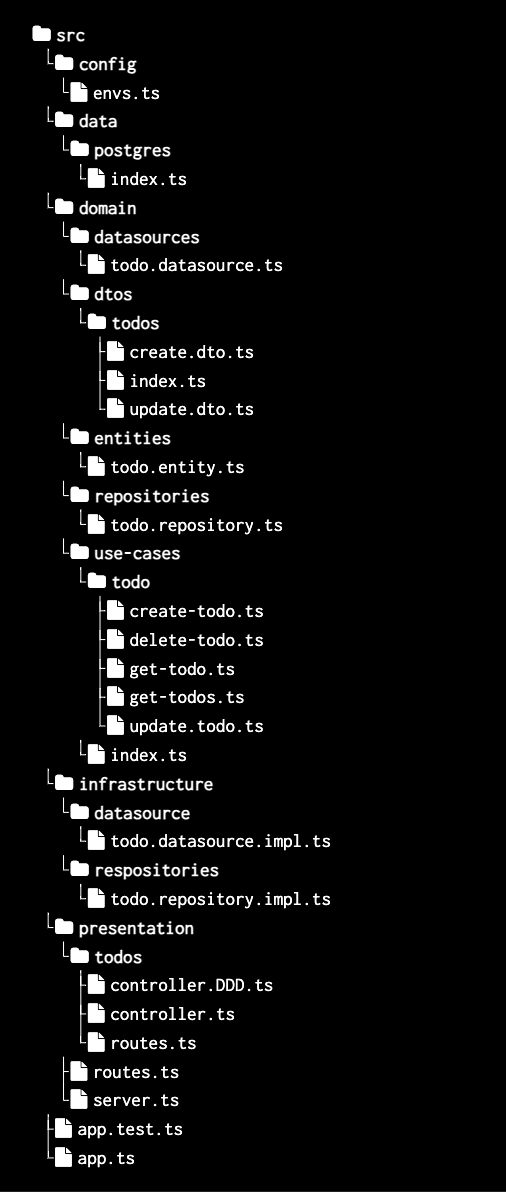 src
config
envs.ts
data
postgres
index.ts
domain
datasources
todo.datasource.ts
dtos
todos
create.dto.ts
index.ts
update.dto.ts
entities
todo.entity.ts
repositories
todo.repository.ts
use-cases
todo
create-todo.ts
delete-todo.ts
get-todo.ts
get-todos.ts
update.todo.ts
index.ts
infrastructure
datasource
todo.datasource.impl.ts
respositories
todo.repository.impl.ts
presentation
todos
controller.DDD.ts
controller.ts
routes.ts
routes.ts
server.ts
app.test.ts
app.ts